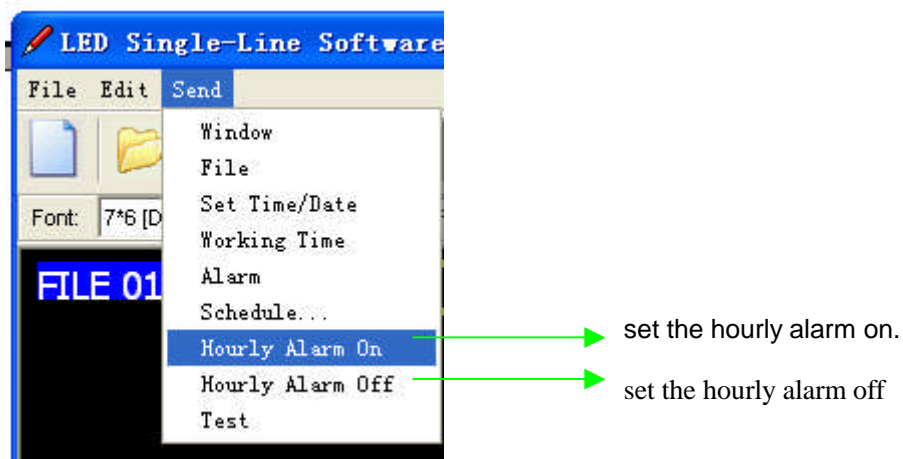 LED Single-Line Software
File Edit Send
Window
File
Font: 7*6 [D
Set Time/Date
Working Time
FILE 01
Alarm
Schedule...
Hourly Alarm On
set the hourly alarm on.
Hourly Alarm Off
set the hourly alarm off
Test